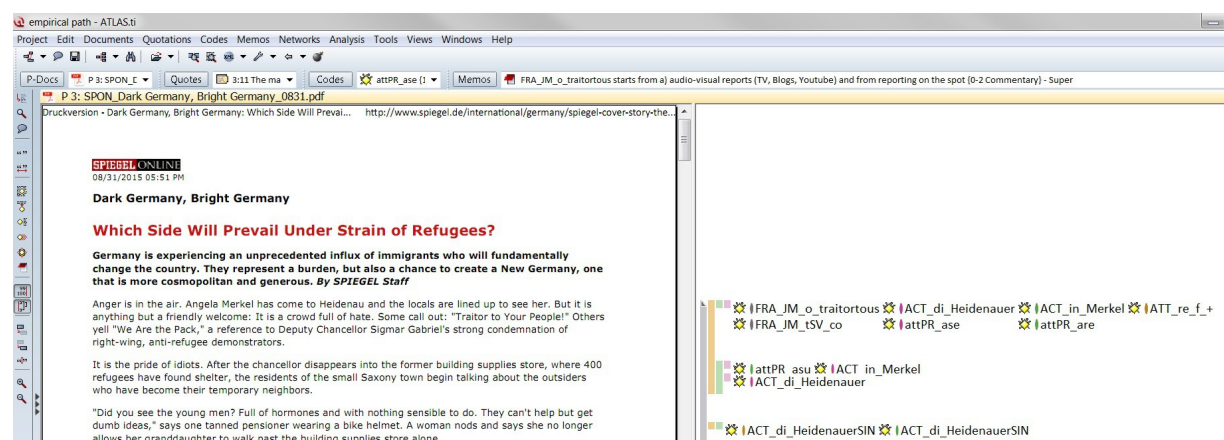 empirical path - ATLAS.ti
Project Edit Documents Quotations Codes Memos Networks Analysis Tools Views Windows Help
P-Docs P 3: SPON_D Quotes 3:11 The ma Codes attPR_ase {1 Memos FRA_JM_o_traitortous starts from a) audio-visual reports (TV, Blogs, Youtube) and from reporting on the spot {0-2 Commentary} - Super
P 3: SPON_Dark Germany, Bright Germany_0831.pdf
Druckversion - Dark Germany, Bright Germany: Which Side Will Prevai... http://www.spiegel.de/international/germany/spiegel-cover-story-the...
SPIEGEL ONLINE
08/31/2015 05:51 PM
Dark Germany, Bright Germany
Which Side Will Prevail Under Strain of Refugees?
Germany is experiencing an unprecedented influx of immigrants who will fundamentally
change the country. They represent a burden, but also a chance to create a New Germany, one
that is more cosmopolitan and generous. By SPIEGEL Staff
Anger is in the air. Angela Merkel has come to Heidenau and the locals are lined up to see her. But it is
anything but a friendly welcome: It is a crowd full of hate. Some call out: "Traitor to Your People!" Others
yell "We Are the Pack," a reference to Deputy Chancellor Sigmar Gabriel's strong condemnation of
right-wing, anti-refugee demonstrators.
It is the pride of idiots. After the chancellor disappears into the former building supplies store, where 400
refugees have found shelter, the residents of the small Saxony town begin talking about the outsiders
who have become their temporary neighbors.
"Did you see the young men? Full of hormones and with nothing sensible to do. They can't help but get
dumb ideas," says one tanned pensioner wearing a bike helmet. A woman nods and says she no longer
allows her granddaughter to walk past the building supplies store alone.
FRA_JM_o_traitortous ACT_di_Heidenauer ACT_in_Merkel ATT_re_f_+
FRA_JM_tSV_co attPR_ase attPR_are
attPR_asu ACT_in_Merkel
ACT_di_Heidenauer
ACT_di_HeidenauerSIN ACT_di_HeidenauerSIN